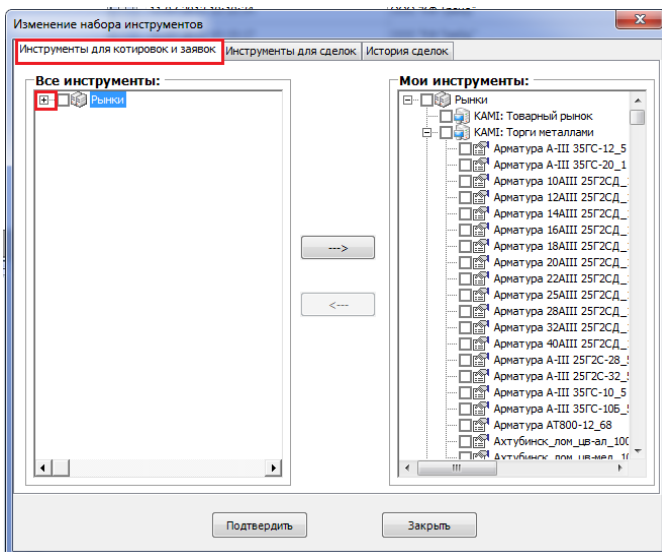 Изменение набора инструментов
Инструменты для котировок и заявок
Инструменты для сделок
История сделок
Все инструменты:
Рынки
--->
<---
Мои инструменты:
Рынки
KAMI: Товарный рынок
KAMI: Торги металлами
Арматура А-III 35ГС-12_5
Арматура А-III 35ГС-20_1
Арматура 10АIII 25Г2СД_
Арматура 12АIII 25Г2СД_
Арматура 14АIII 25Г2СД_
Арматура 16АIII 25Г2СД_
Арматура 18АIII 25Г2СД_
Арматура 20АIII 25Г2СД_
Арматура 22АIII 25Г2СД_
Арматура 25АIII 25Г2СД_
Арматура 28АIII 25Г2СД_
Арматура 32АIII 25Г2СД_
Арматура 40АIII 25Г2СД_
Арматура А-III 25Г2С-28_
Арматура А-III 25Г2С-32_
Арматура А-III 35ГС-10_5
Арматура А-III 35ГС-10Б_
Арматура АТ800-12_68
Ахтубинск_лом_цв-ал_100
Ахтубинск_лом_цв-мед_
Подтвердить
Закрыть